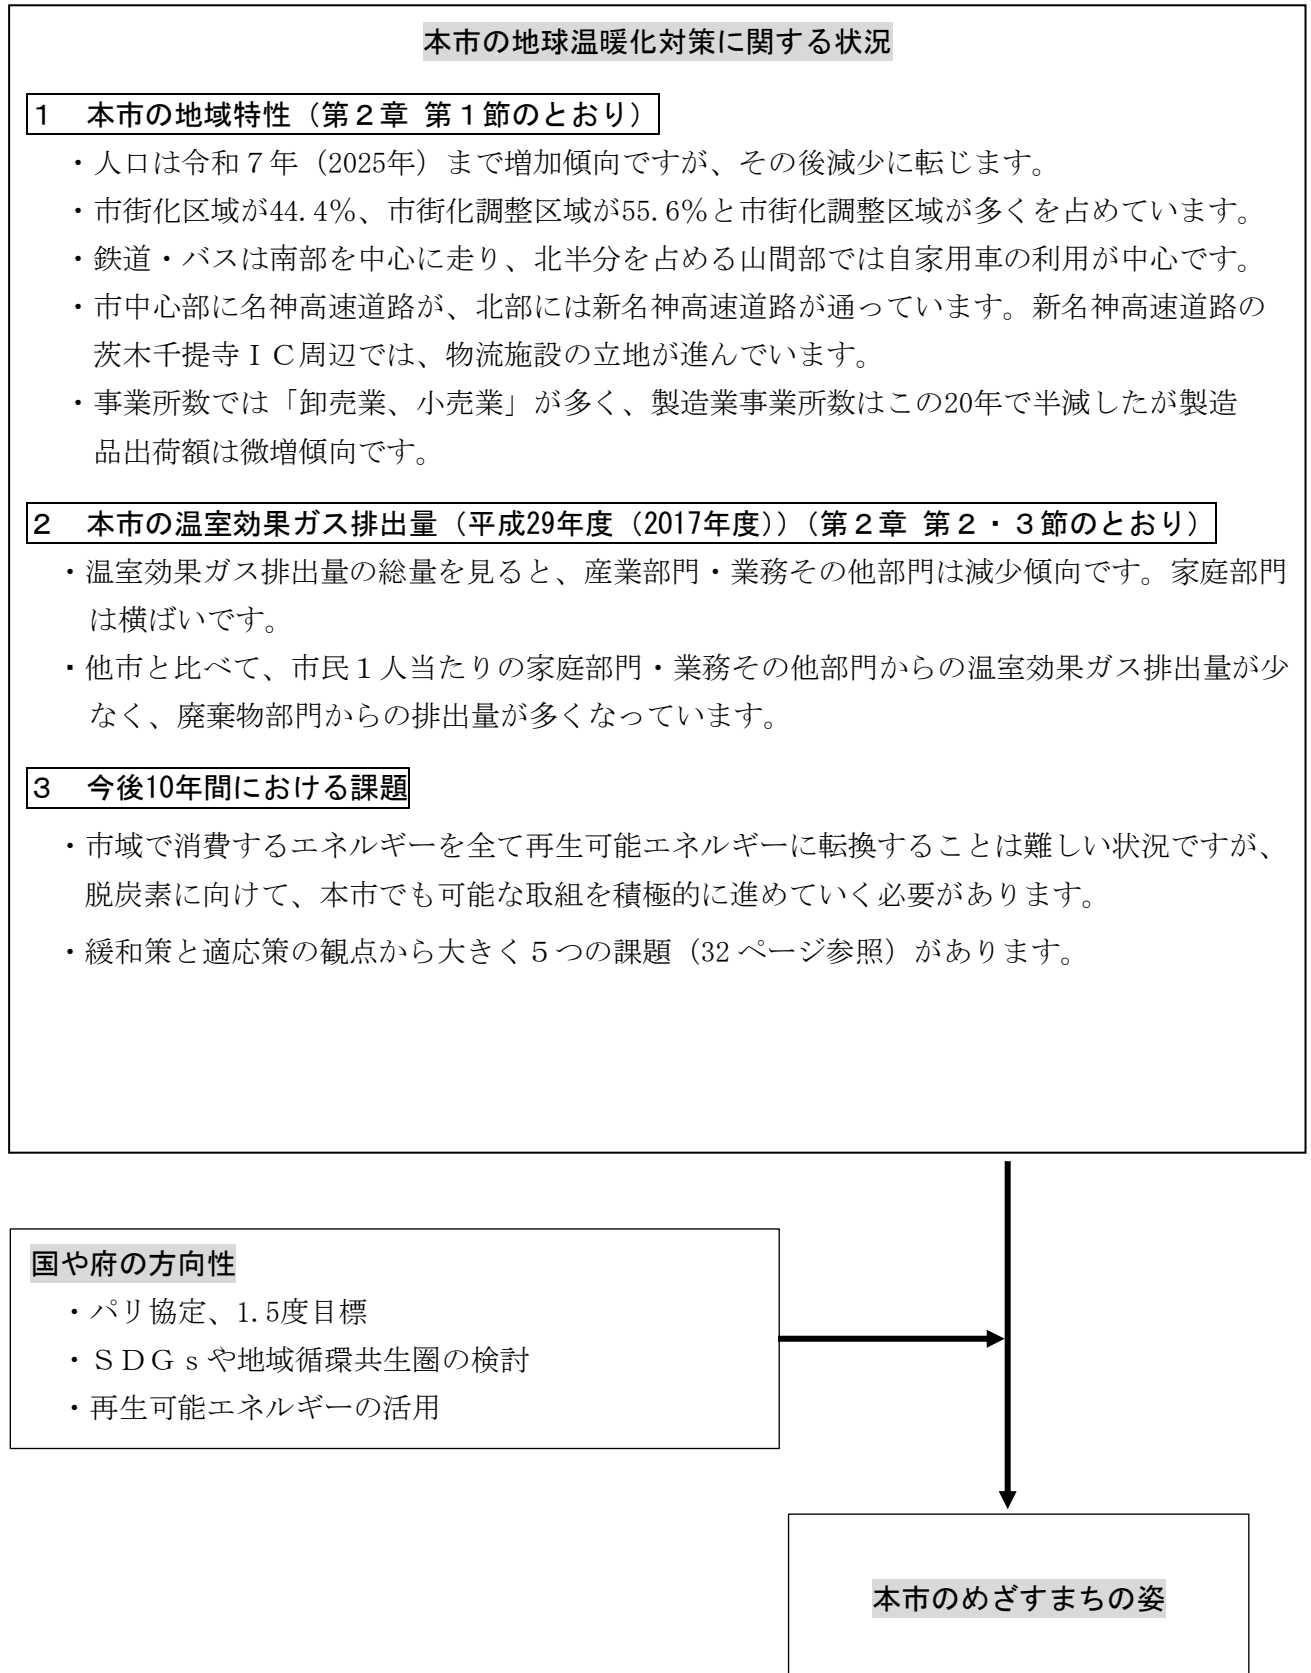 本市の地球温暖化対策に関する状況
１　本市の地域特性（第２章 第１節のとおり）
・人口は令和７年（2025年）まで増加傾向ですが、その後減少に転じます。
・市街化区域が44.4％、市街化調整区域が55.6％と市街化調整区域が多くを占めています。
・鉄道・バスは南部を中心に走り、北半分を占める山間部では自家用車の利用が中心です。
・市中心部に名神高速道路が、北部には新名神高速道路が通っています。新名神高速道路の
茨木千提寺ＩＣ周辺では、物流施設の立地が進んでいます。
・事業所数では「卸売業、小売業」が多く、製造業事業所数はこの20年で半減したが製造
品出荷額は微増傾向です。
２　本市の温室効果ガス排出量（平成29年度（2017年度））（第２章 第２・３節のとおり）
・温室効果ガス排出量の総量を見ると、産業部門・業務その他部門は減少傾向です。家庭部門
は横ばいです。
・他市と比べて、市民１人当たりの家庭部門・業務その他部門からの温室効果ガス排出量が少
なく、廃棄物部門からの排出量が多くなっています。
３　今後10年間における課題
・市域で消費するエネルギーを全て再生可能エネルギーに転換することは難しい状況ですが、
脱炭素に向けて、本市でも可能な取組を積極的に進めていく必要があります。
・緩和策と適応策の観点から大きく５つの課題（32 ページ参照）があります。
国や府の方向性
・パリ協定、1.5度目標
・ＳＤＧｓや地域循環共生圏の検討
・再生可能エネルギーの活用
本市のめざすまちの姿